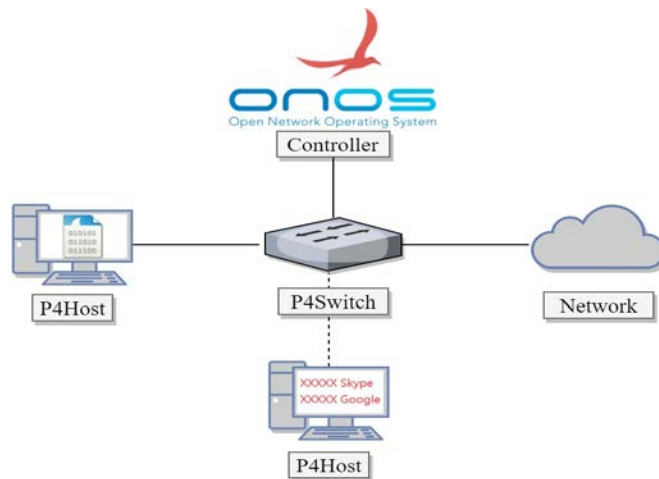 ONOS
Open Network Operating System
Controller
010101
011010
011100
P4Host
P4Switch
Network
XXXXX Skype
XXXXX Google
P4Host